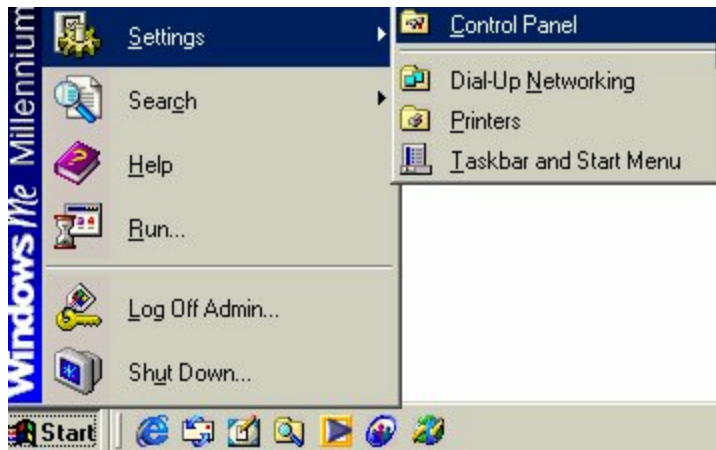 Windows Me Millennium
Settings
Search
Help
Run...
Log Off Admin...
Shut Down...
Control Panel
Dial-Up Networking
Printers
Taskbar and Start Menu
Start